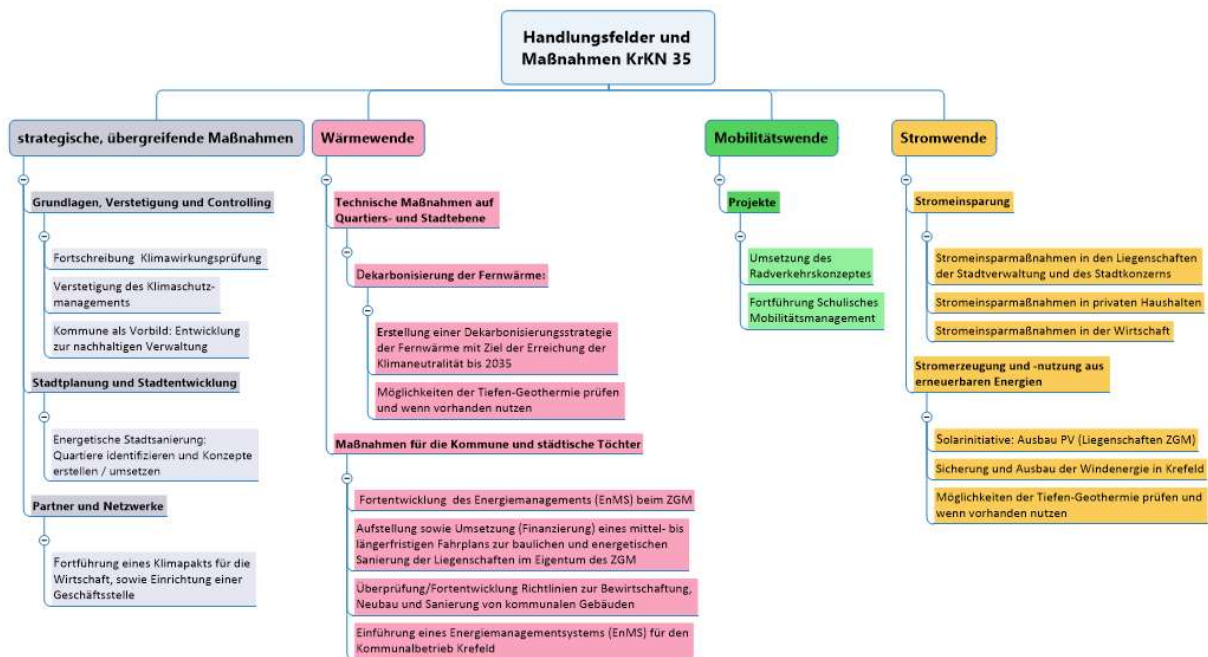 Handlungsfelder und
Maßnahmen KrKN 35
strategische, übergreifende Maßnahmen
Grundlagen, Verstetigung und Controlling
Fortschreibung Klimawirkungsprüfung
Verstetigung des Klimaschutz-
managements
Kommune als Vorbild: Entwicklung
zur nachhaltigen Verwaltung
Stadtplanung und Stadtentwicklung
Energetische Stadtsanierung:
Quartiere identifizieren und Konzepte
erstellen / umsetzen
Partner und Netzwerke
Fortführung eines Klimapakts für die
Wirtschaft, sowie Einrichtung einer
Geschäftsstelle
Wärmewende
Technische Maßnahmen auf
Quartiers- und Stadtebene
Dekarbonisierung der Fernwärme:
Erstellung einer Dekarbonisierungsstrategie
der Fernwärme mit Ziel der Erreichung der
Klimaneutralität bis 2035
Möglichkeiten der Tiefen-Geothermie prüfen
und wenn vorhanden nutzen
Maßnahmen für die Kommune und städtische Töchter
Fortentwicklung des Energiemanagements (EnMS) beim ZGM
Aufstellung sowie Umsetzung (Finanzierung) eines mittel- bis
längerfristigen Fahrplans zur baulichen und energetischen
Sanierung der Liegenschaften im Eigentum des ZGM
Überprüfung/Fortentwicklung Richtlinien zur Bewirtschaftung,
Neubau und Sanierung von kommunalen Gebäuden
Einführung eines Energiemanagementsystems (EnMS) für den
Kommunalbetrieb Krefeld
Mobilitätswende
Projekte
Umsetzung des
Radverkehrskonzeptes
Fortführung Schulisches
Mobilitätsmanagement
Stromwende
Stromeinsparung
Stromeinsparmaßnahmen in den Liegenschaften
der Stadtverwaltung und des Stadtkonzerns
Stromeinsparmaßnahmen in privaten Haushalten
Stromeinsparmaßnahmen in der Wirtschaft
Stromerzeugung und -nutzung aus
erneuerbaren Energien
Solarinitiative: Ausbau PV (Liegenschaften ZGM)
Sicherung und Ausbau der Windenergie in Krefeld
Möglichkeiten der Tiefen-Geothermie prüfen und
wenn vorhanden nutzen